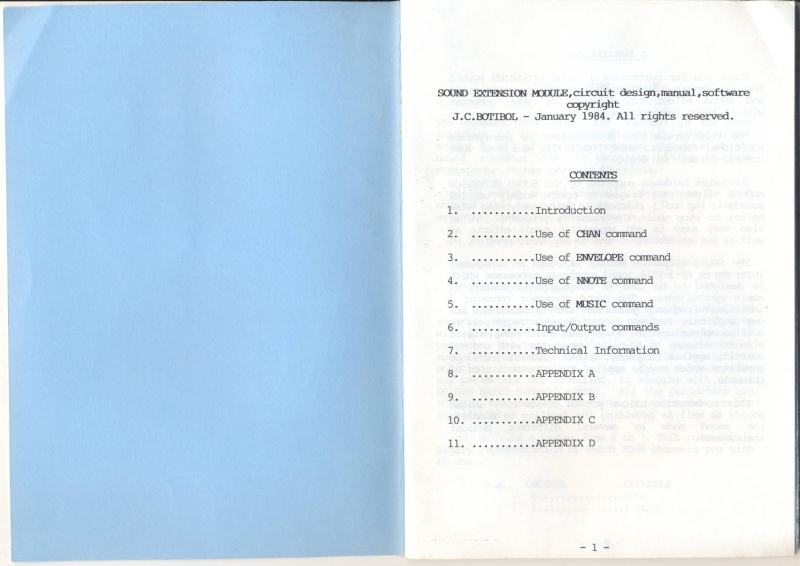 SOUND EXTENSION MODULE,circuit design,manual,software
copyright
J.C.BOTIBOL - January 1984. All rights reserved.
CONTENTS
1. ...........Introduction
2. ...........Use of CHAN command
3. ...........Use of ENVELOPE command
4. ...........Use of NNOTE command
5. ...........Use of MUSIC command
6. ...........Input/Output commands
7. ...........Technical Information
8. ...........APPENDIX A
9. ...........APPENDIX B
10. ...........APPENDIX C
11. ...........APPENDIX D
- 1 -